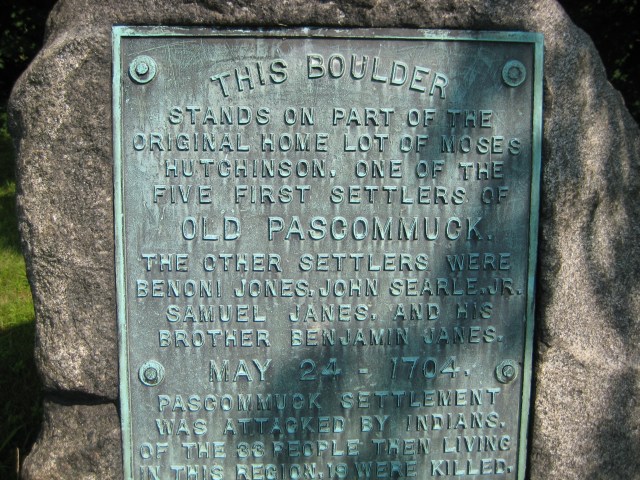 THIS BOULDER
STANDS ON PART OF THE
ORIGINAL HOME LOT OF MOSES
HUTCHINSON. ONE OF THE
FIVE FIRST SETTLERS OF
OLD PASCOMMUCK.
THE OTHER SETTLERS WERE
BENONI JONES. JOHN SEARLE. JR.
SAMUEL JANES. AND HIS
BROTHER BENJAMIN JANES.
MAY 24 - 1704.
PASCOMMUCK SETTLEMENT
WAS ATTACKED BY INDIANS.
OF THE 33 PEOPLE THEN LIVING
IN THIS REGION. 19 WERE KILLED.